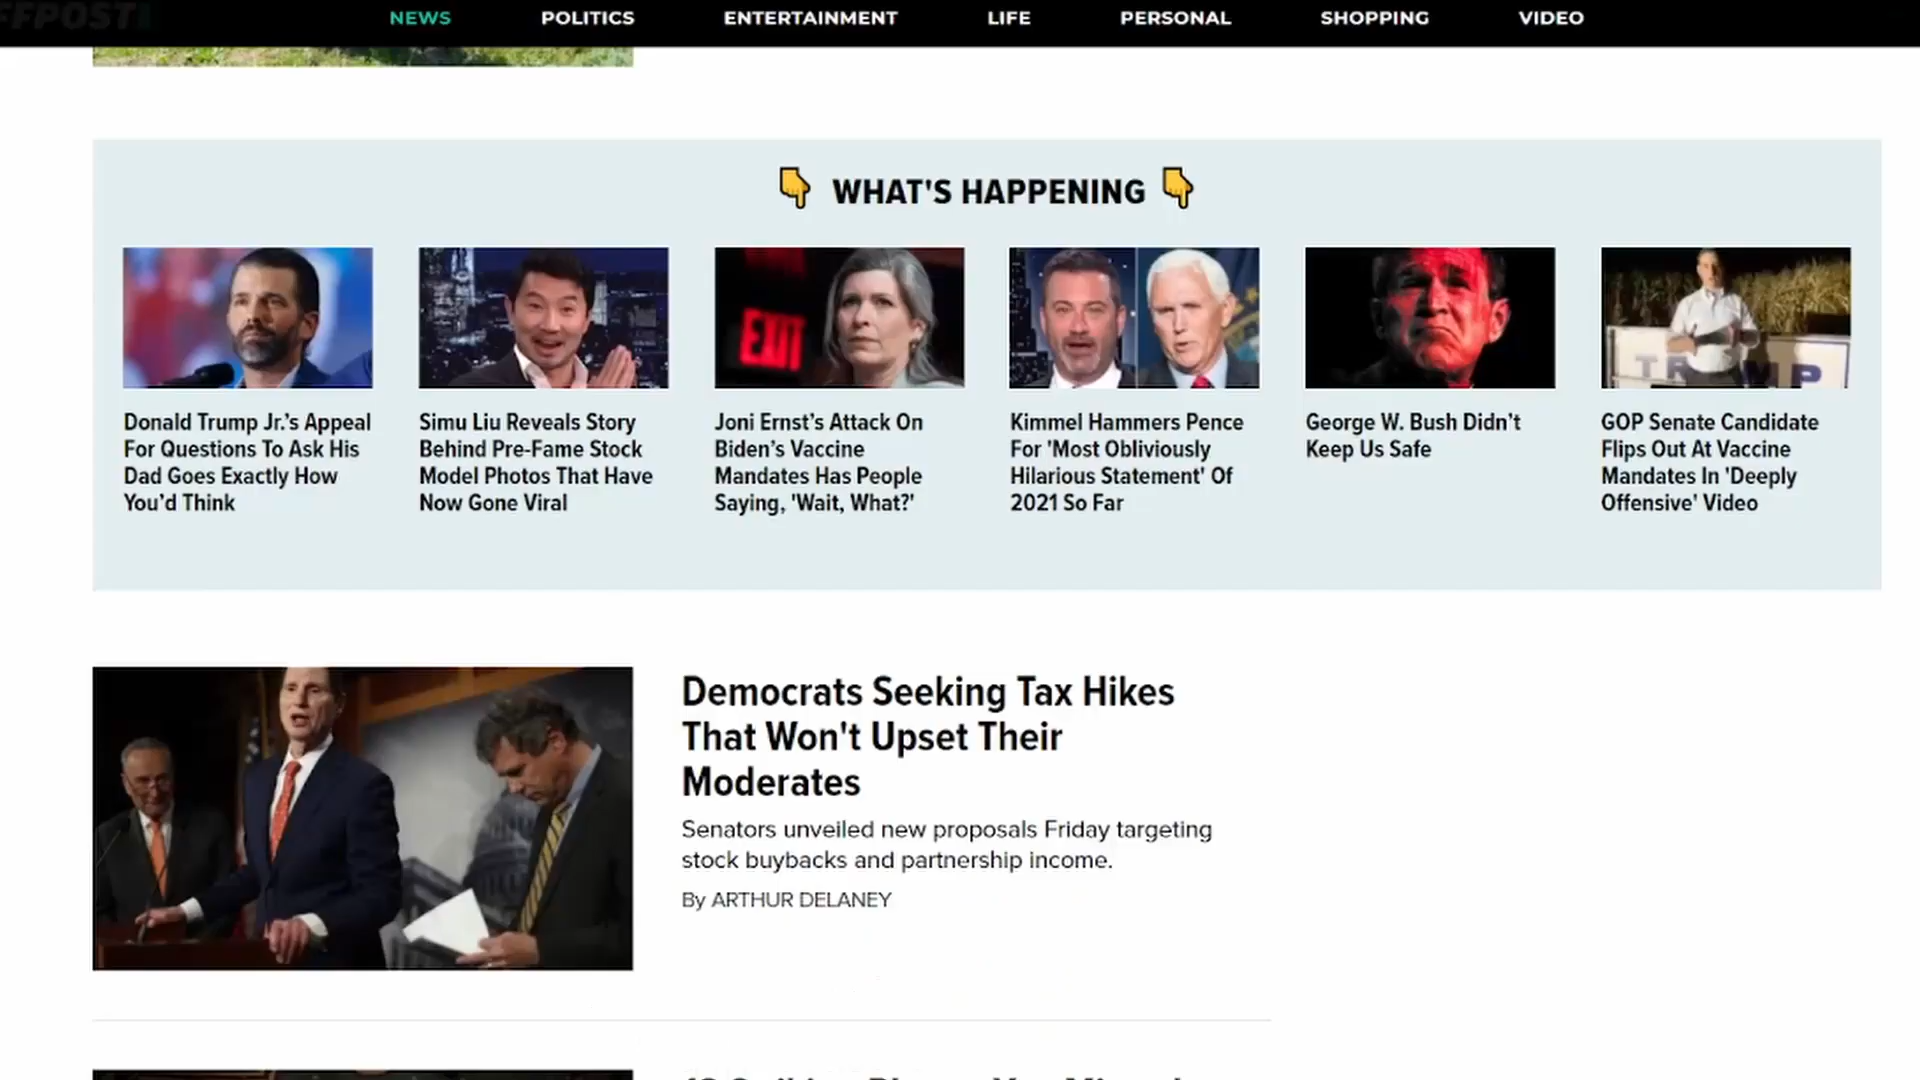 FFPOST
NEWS POLITICS ENTERTAINMENT LIFE PERSONAL SHOPPING VIDEO
WHAT'S HAPPENING
EXIT
TR MP
Donald Trump Jr.'s Appeal
For Questions To Ask His
Dad Goes Exactly How
You'd Think
Simu Liu Reveals Story
Behind Pre-Fame Stock
Model Photos That Have
Now Gone Viral
Joni Ernst's Attack On
Biden's Vaccine
Mandates Has People
Saying, 'Wait, What?'
Kimmel Hammers Pence
For 'Most Obliviously
Hilarious Statement' Of
2021 So Far
George W. Bush Didn't
Keep Us Safe
GOP Senate Candidate
Flips Out At Vaccine
Mandates In 'Deeply
Offensive' Video
Democrats Seeking Tax Hikes
That Won't Upset Their
Moderates
Senators unveiled new proposals Friday targeting
stock buybacks and partnership income.
By ARTHUR DELANEY